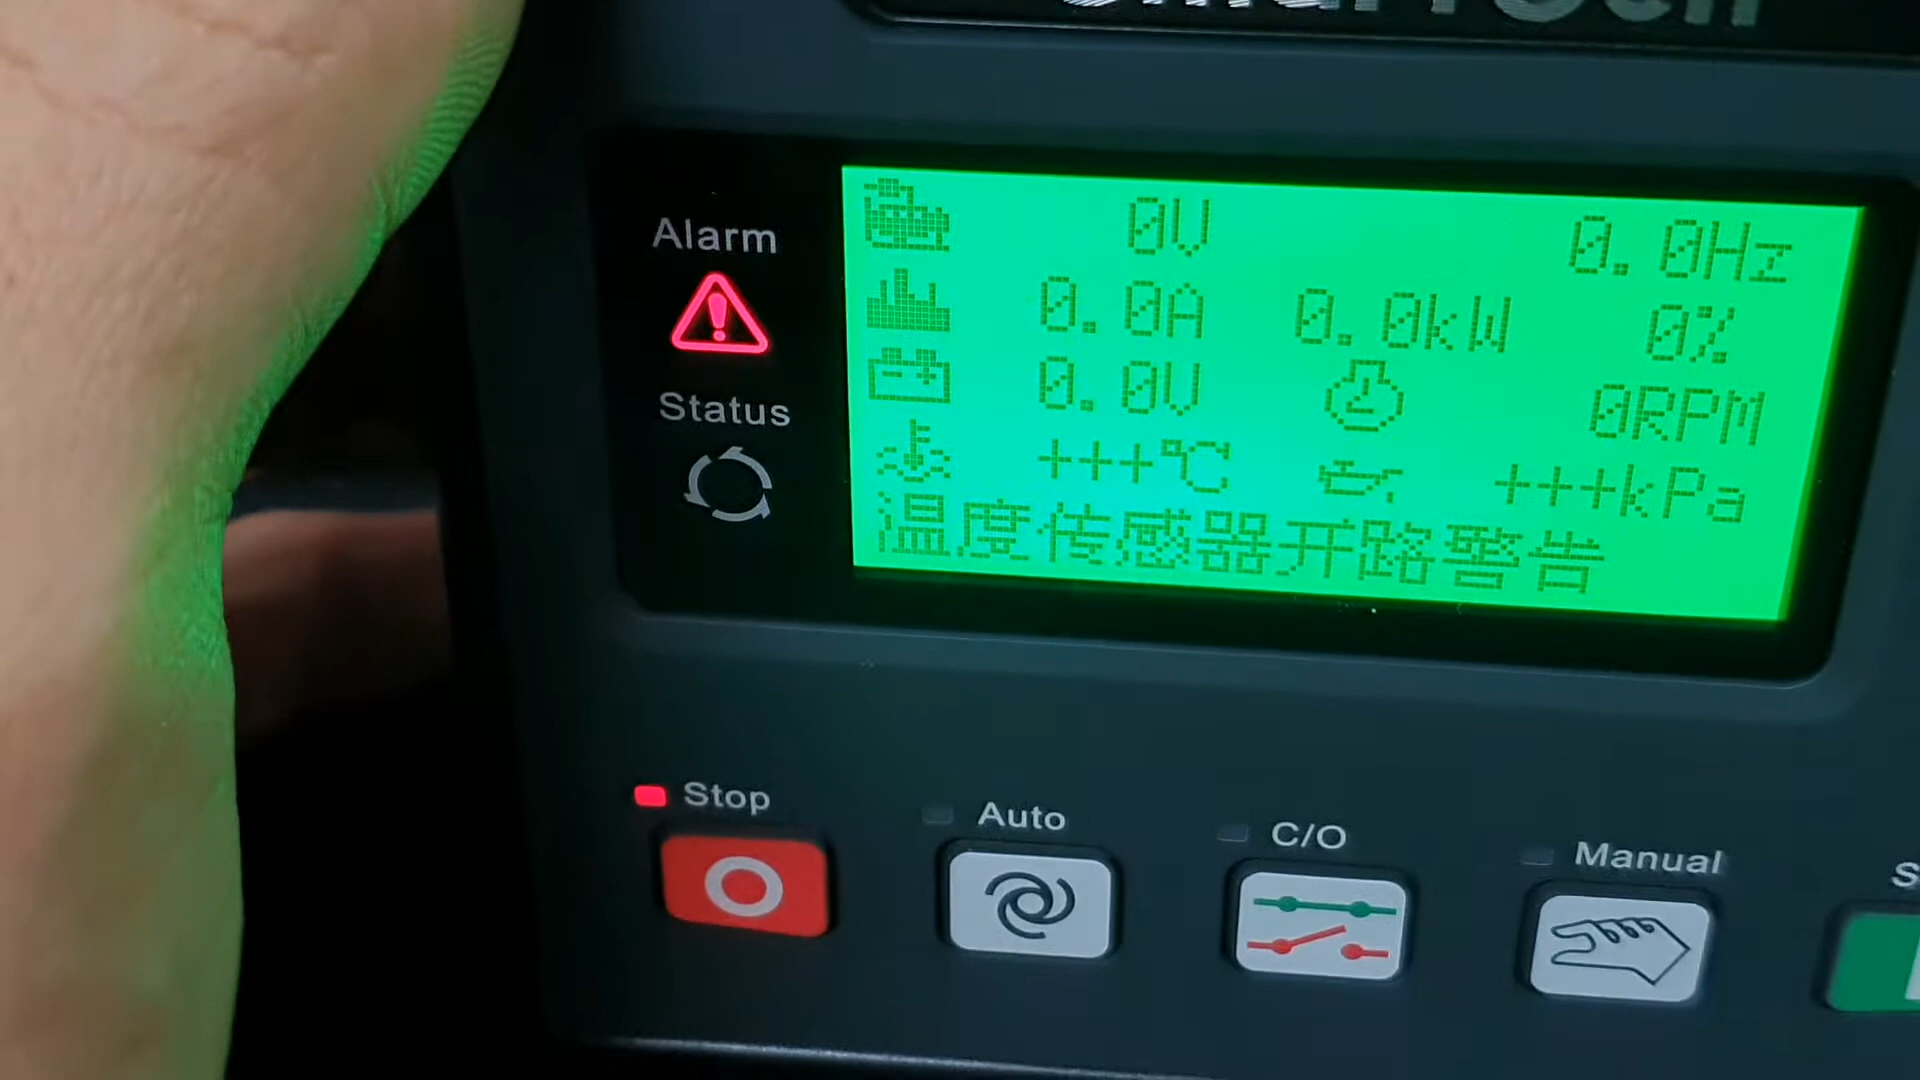 Alarm
0V 0.0Hz
0.0A 0.0kW 0%
0.0V 0RPM
Status
+++℃ +++kPa
温度传感器开路警告
Stop
Auto
C/O
Manual